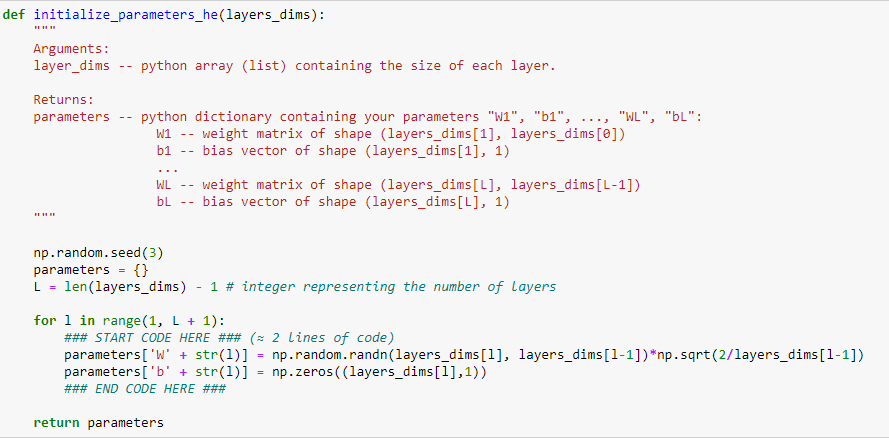 def initialize_parameters_he(layers_dims):
    """
    Arguments:
    layer_dims -- python array (list) containing the size of each layer.

    Returns:
    parameters -- python dictionary containing your parameters "W1", "b1", ..., "WL", "bL":
                    W1 -- weight matrix of shape (layers_dims[1], layers_dims[0])
                    b1 -- bias vector of shape (layers_dims[1], 1)
                    ...
                    WL -- weight matrix of shape (layers_dims[L], layers_dims[L-1])
                    bL -- bias vector of shape (layers_dims[L], 1)
    """

    np.random.seed(3)
    parameters = {}
    L = len(layers_dims) - 1 # integer representing the number of layers

    for l in range(1, L + 1):
        ### START CODE HERE ### (≈ 2 lines of code)
        parameters['W' + str(l)] = np.random.randn(layers_dims[l], layers_dims[l-1])*np.sqrt(2/layers_dims[l-1])
        parameters['b' + str(l)] = np.zeros((layers_dims[l],1))
        ### END CODE HERE ###

    return parameters